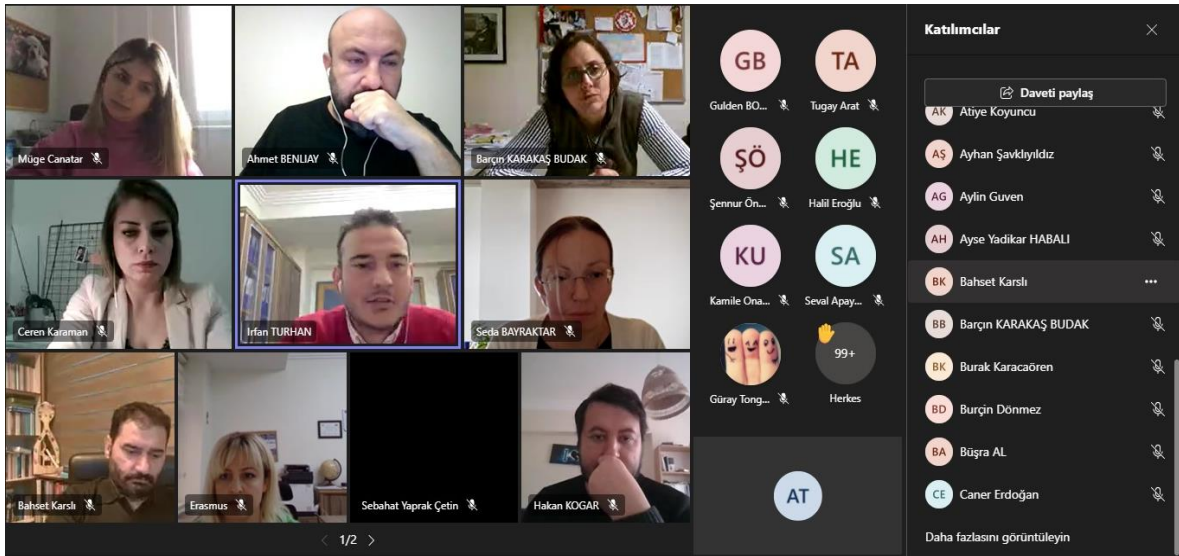 Müge Canatar
Ahmet BENLIAY
Barçın KARAKAŞ BUDAK
Ceren Karaman
Irfan TURHAN
Seda BAYRAKTAR
Bahset Karslı
Erasmus
Sebahat Yaprak Çetin
Hakan KOGAR
1/2
GB
Gulden BO...
TA
Tugay Arat
ŞÖ
Şennur Ön...
HE
Halil Eroğlu
KU
Kamile Ona...
SA
Seval Apay...
Güray Tong...
99+
Herkes
AT
Katılımcılar
Daveti paylaş
AK Atiye Koyuncu
AŞ Ayhan Şavklıyıldız
AG Aylin Guven
AH Ayse Yadikar HABALI
BK Bahset Karslı
BB Barçın KARAKAŞ BUDAK
BK Burak Karacaören
BD Burçin Dönmez
BA Büşra AL
CE Caner Erdoğan
Daha fazlasını görüntüleyin